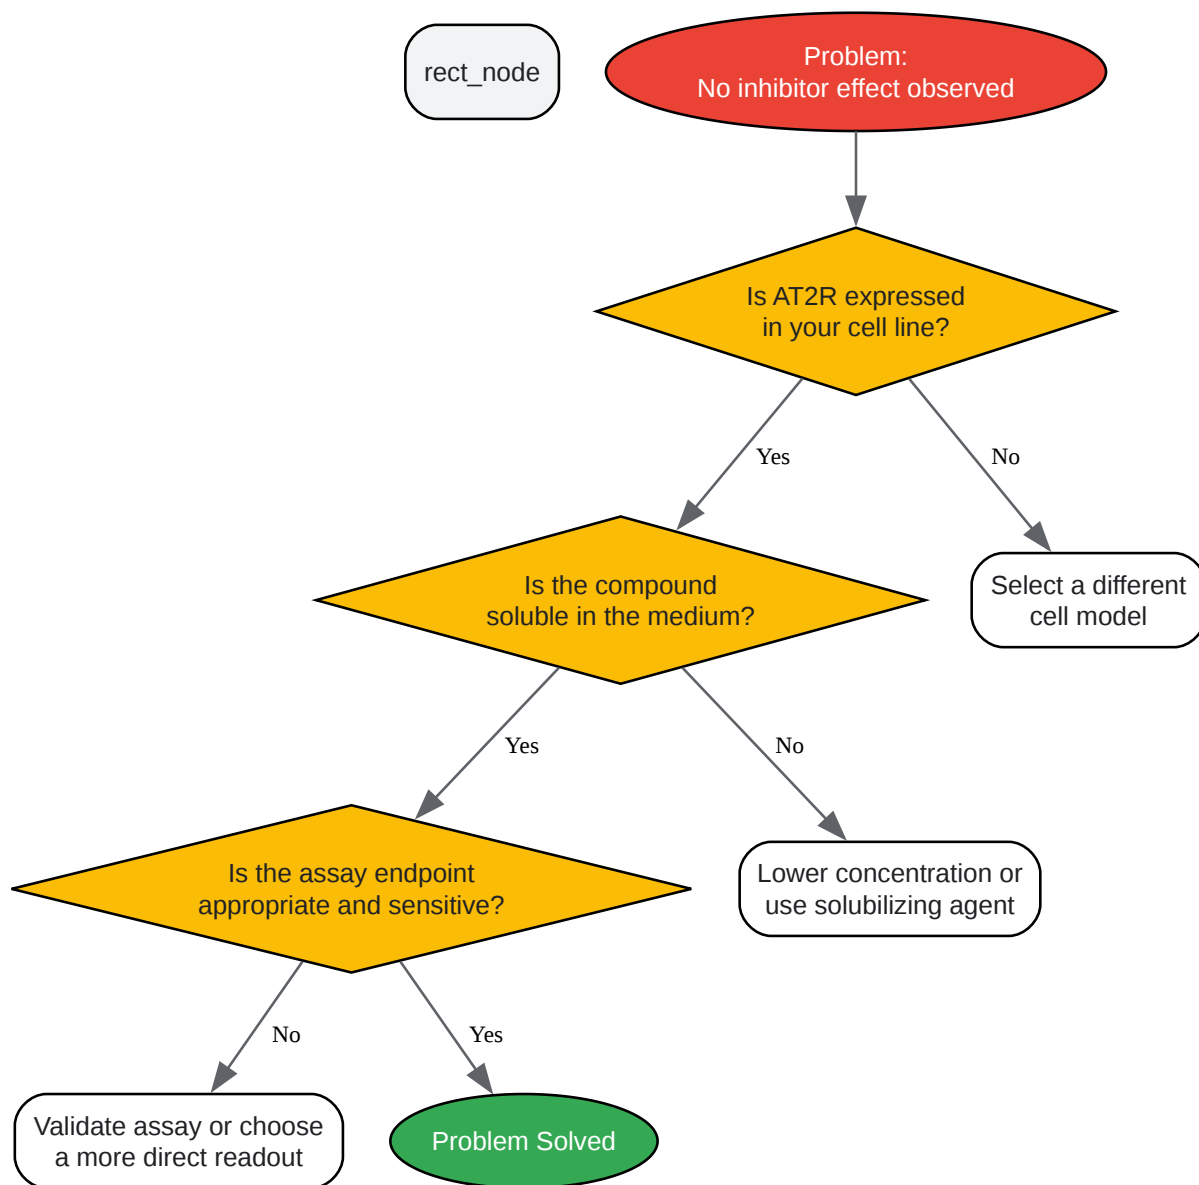 rect_node
Problem:
No inhibitor effect observed
Is AT2R expressed
in your cell line?
Yes
No
Is the compound
soluble in the medium?
Select a different
cell model
Yes
No
Is the assay endpoint
appropriate and sensitive?
Lower concentration or
use solubilizing agent
No
Yes
Validate assay or choose
a more direct readout
Problem Solved